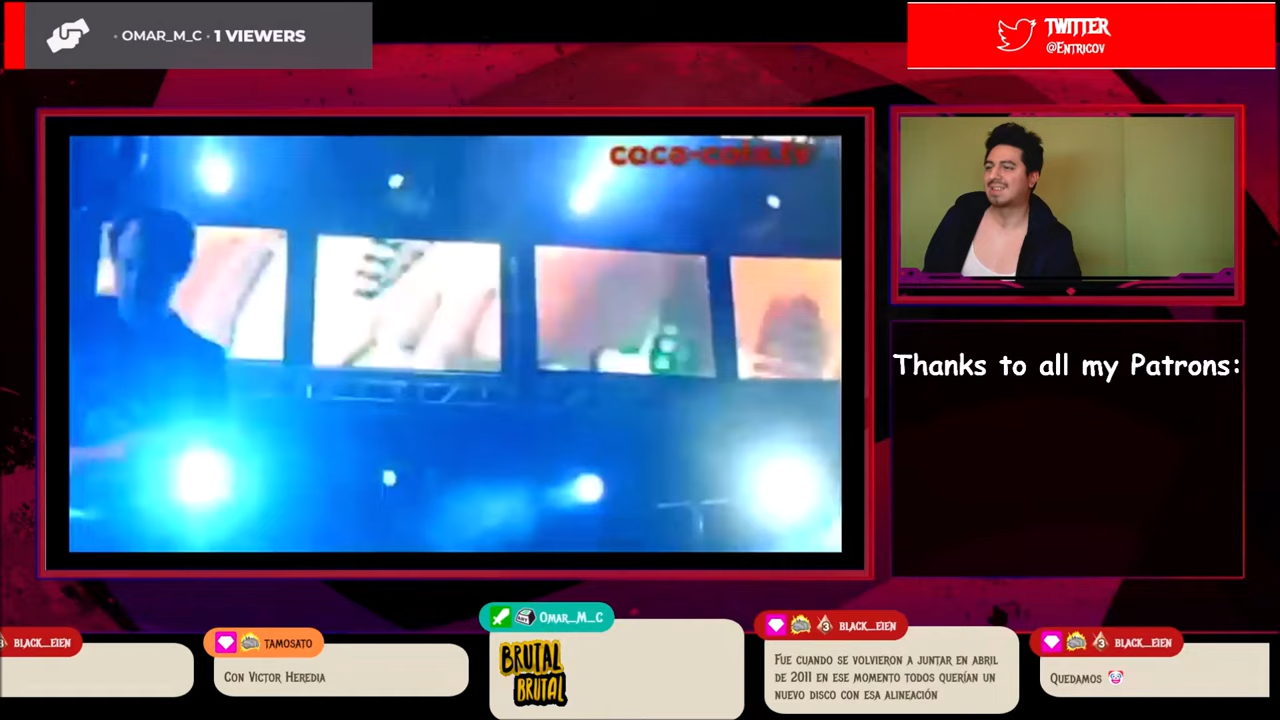 • OMAR_M_C • 1 VIEWERS
TWITTER
@ENTRICOV
coca-cola.tv
Thanks to all my Patrons:
3 BLACK_EIEN
TAMOSATO
CON VICTOR HEREDIA
OMAR_M_C
BRUTAL
BRUTAL
3 BLACK_EIEN
FUE CUANDO SE VOLVIERON A JUNTAR EN ABRIL
DE 2011 EN ESE MOMENTO TODOS QUERÍAN UN
NUEVO DISCO CON ESA ALINEACIÓN
3 BLACK_EIEN
QUEDAMOS 🤡